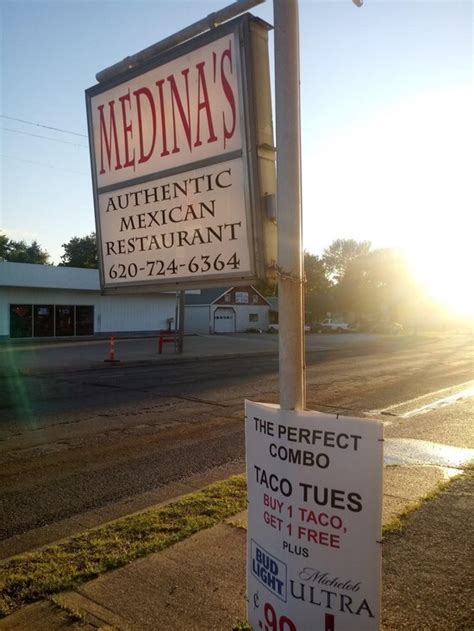 MEDINA'S
AUTHENTIC
MEXICAN
RESTAURANT
620-724-6364
THE PERFECT
COMBO
TACO TUES
BUY 1 TACO,
GET 1 FREE
PLUS
BUD
LIGHT
Michelob
ULTRA